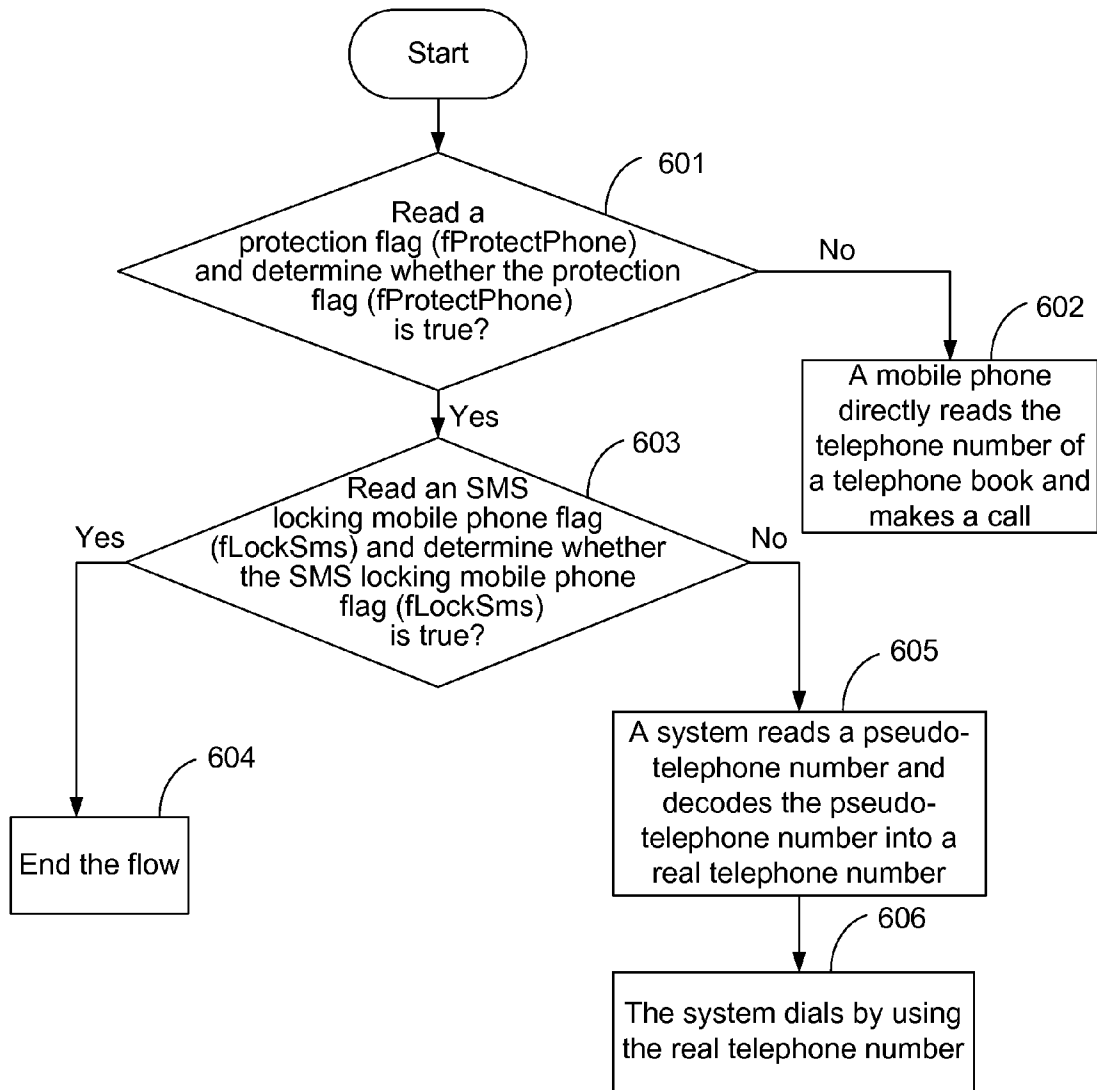 Start
601
Read a
protection flag (fProtectPhone)
and determine whether the protection
flag (fProtectPhone)
is true?
No
602
A mobile phone
directly reads the
telephone number of
a telephone book and
makes a call
Yes
603
Read an SMS
locking mobile phone flag
(fLockSms) and determine whether
the SMS locking mobile phone
flag (fLockSms)
is true?
Yes
No
604
End the flow
605
A system reads a pseudo-
telephone number and
decodes the pseudo-
telephone number into a
real telephone number
606
The system dials by using
the real telephone number